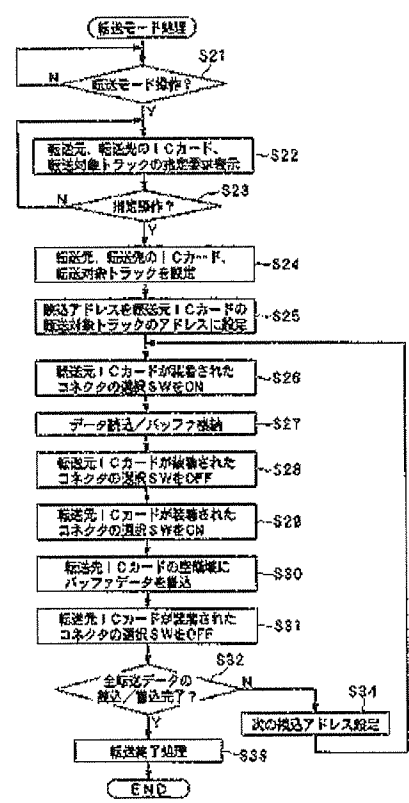 転送モード処理
S21
転送モード操作?
N
Y
転送元、転送先のICカード、
転送対象トラックの指定要求表示
S22
S23
指定操作?
N
Y
転送元、転送先のICカード、
転送対象トラックを設定
S24
読込アドレスを転送元ICカードの
転送対象トラックのアドレスに設定
S25
転送元ICカードが装着された
コネクタの選択SWをON
S26
データ読込/バッファ格納
S27
転送元ICカードが装着された
コネクタの選択SWをOFF
S28
転送先ICカードが装着された
コネクタの選択SWをON
S29
転送先ICカードの空領域に
バッファデータを書込
S30
転送先ICカードが装着された
コネクタの選択SWをOFF
S31
S32
全転送データの
読込/書込完了?
N
Y
S34
次の読込アドレス設定
転送終了処理
S33
END